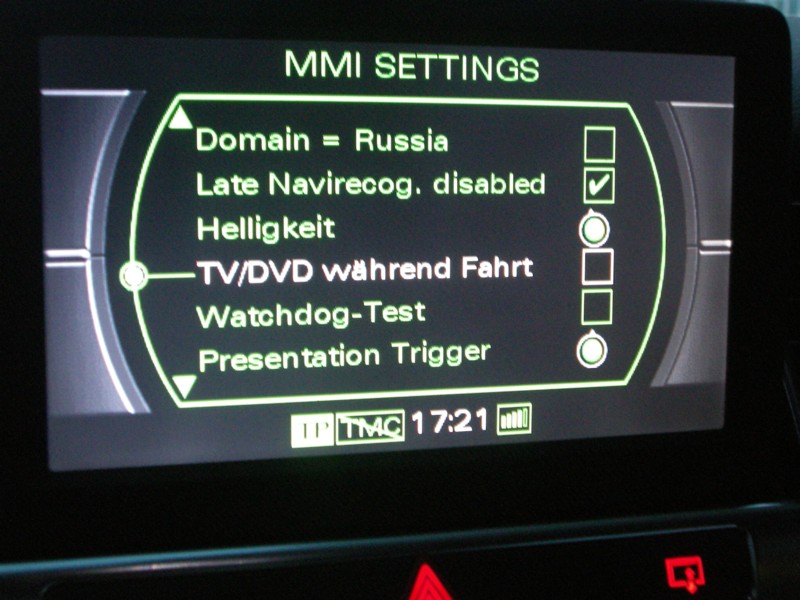 MMI SETTINGS
Domain = Russia
Late Navirecog. disabled
Helligkeit
TV/DVD während Fahrt
Watchdog-Test
Presentation Trigger
TP TMC 17:21